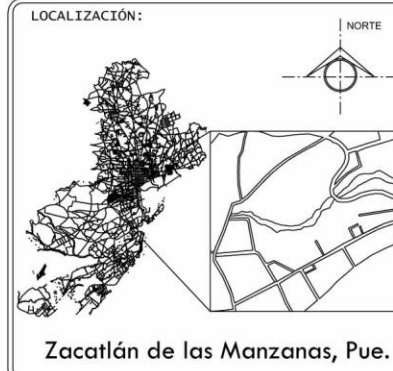 LOCALIZACIÓN:
NORTE
Zacatlán de las Manzanas, Pue.